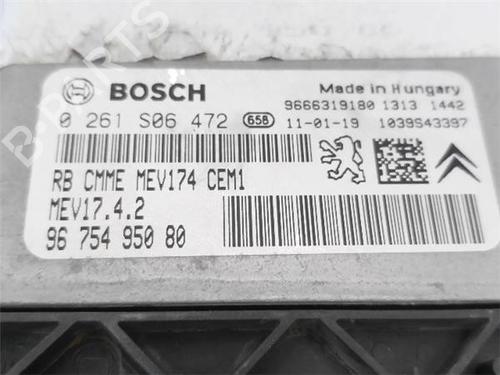 BOSCH
Made in Hungary
9666319180 1313 1442
0 261 S06 472 658 11-01-19 1039S43397
RB CMME MEV174 CEM1
MEV17.4.2
96 754 950 80
B-PARTS